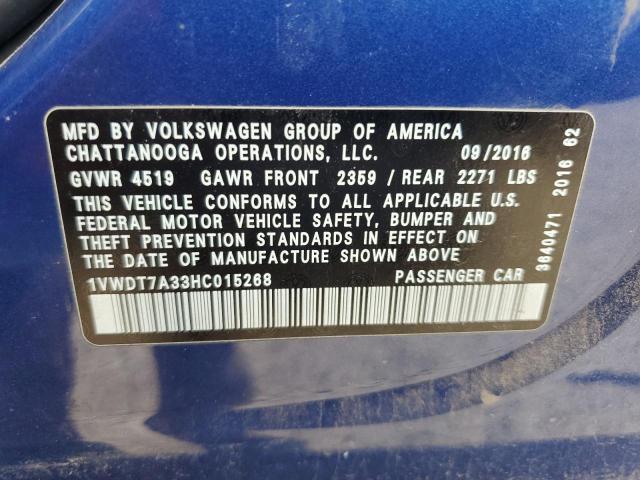 MFD BY VOLKSWAGEN GROUP OF AMERICA
CHATTANOOGA OPERATIONS, LLC. 09/2016
GVWR 4519 GAWR FRONT 2359 / REAR 2271 LBS
THIS VEHICLE CONFORMS TO ALL APPLICABLE U.S.
FEDERAL MOTOR VEHICLE SAFETY, BUMPER AND
THEFT PREVENTION STANDARDS IN EFFECT ON
THE DATE OF MANUFACTURE SHOWN ABOVE
1VWDT7A33HC015268 PASSENGER CAR
3640471 2016 62